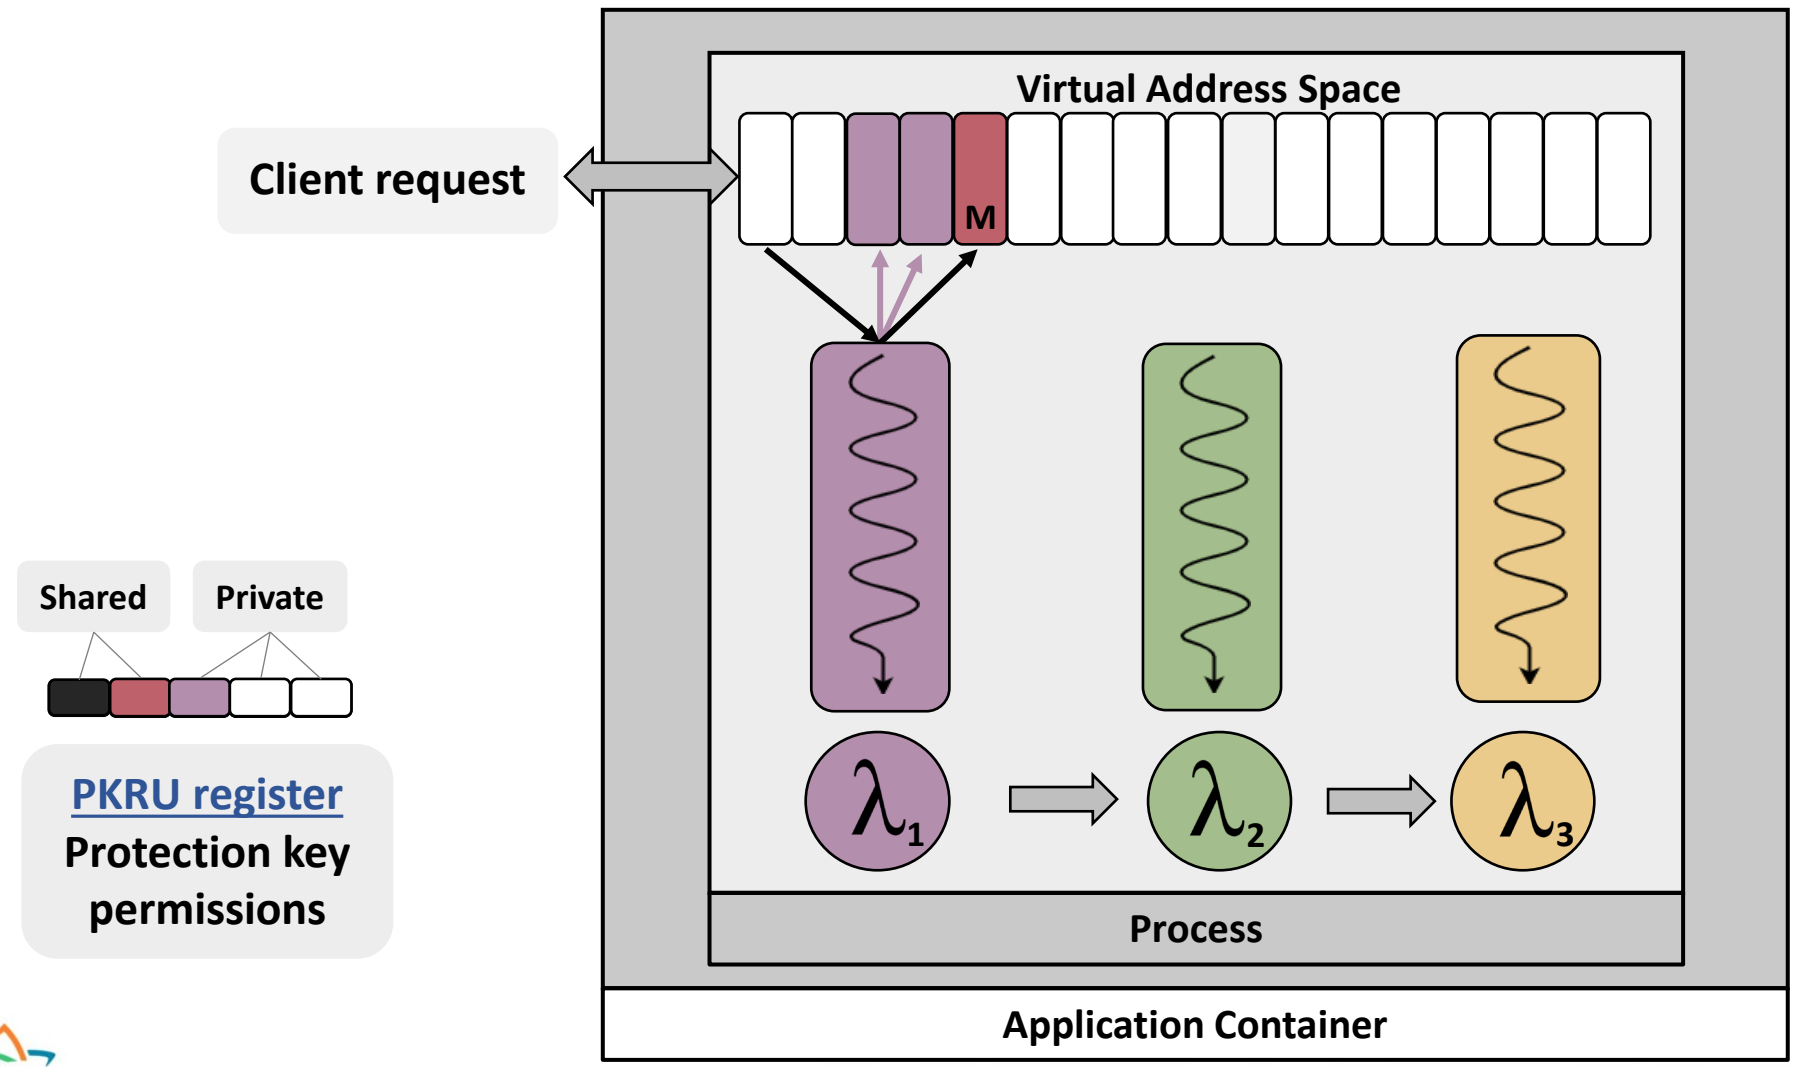 Virtual Address Space
Client request
M
Shared
Private
PKRU register
Protection key
permissions
λ1
λ2
λ3
Process
Application Container